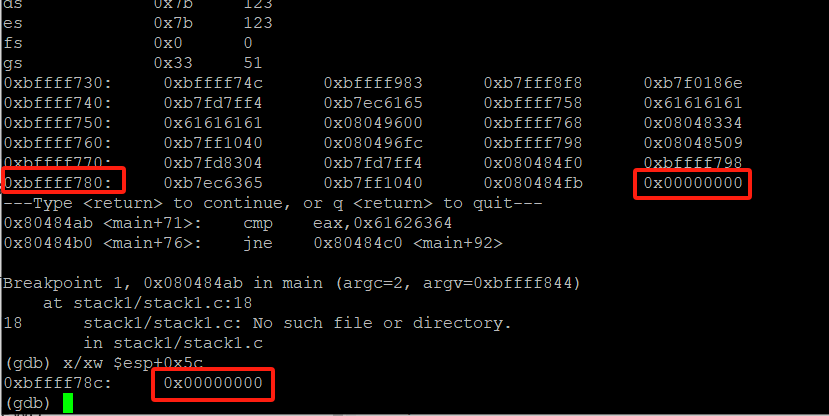 ds 0x7b 123
es 0x7b 123
fs 0x0 0
gs 0x33 51
0xbffff730: 0xbffff74c 0xbffff983 0xb7fff8f8 0xb7f0186e
0xbffff740: 0xb7fd7ff4 0xb7ec6165 0xbffff758 0x61616161
0xbffff750: 0x61616161 0x08049600 0xbffff768 0x08048334
0xbffff760: 0xb7ff1040 0x080496fc 0xbffff798 0x08048509
0xbffff770: 0xb7fd8304 0xb7fd7ff4 0x080484f0 0xbffff798
0xbffff780: 0xb7ec6365 0xb7ff1040 0x080484fb 0x00000000
---Type <return> to continue, or q <return> to quit---
0x80484ab <main+71>: cmp eax,0x61626364
0x80484b0 <main+76>: jne 0x80484c0 <main+92>
Breakpoint 1, 0x080484ab in main (argc=2, argv=0xbffff844)
at stack1/stack1.c:18
18 stack1/stack1.c: No such file or directory.
in stack1/stack1.c
(gdb) x/xw $esp+0x5c
0xbffff78c: 0x00000000
(gdb)